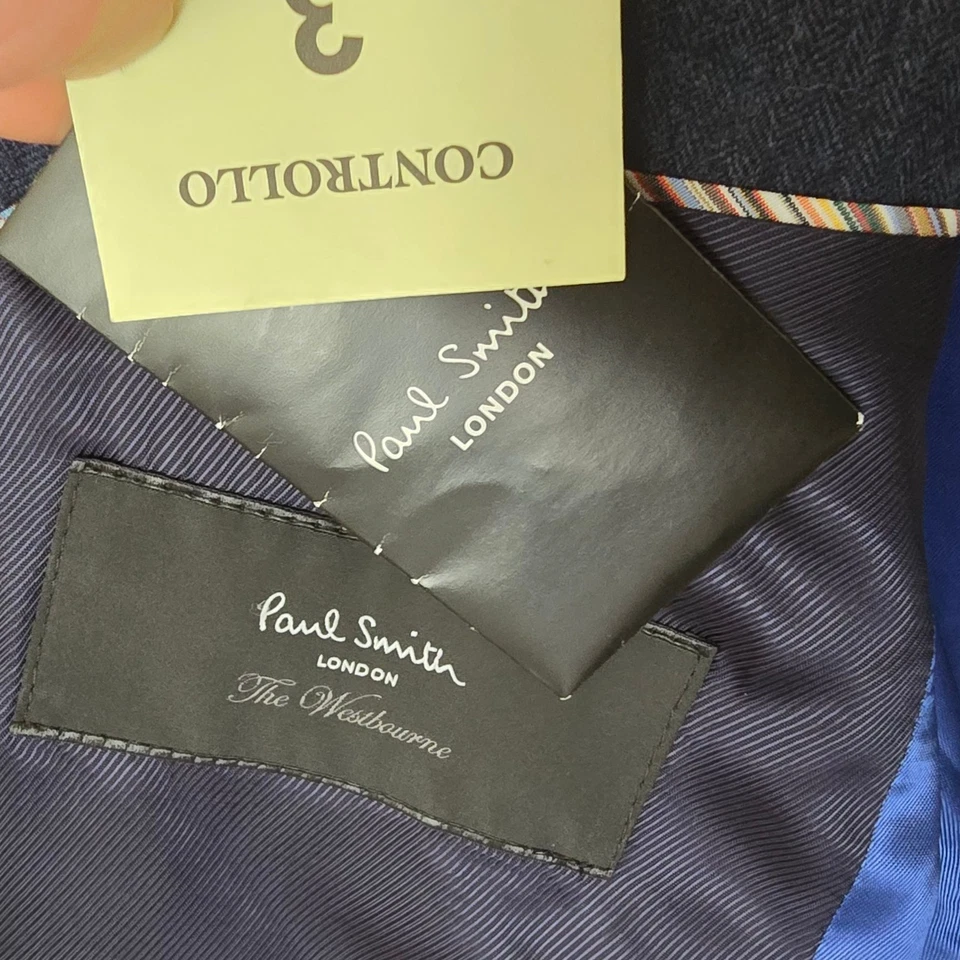 3
CONTROLLO
Paul Smith
LONDON
Paul Smith
LONDON
The Westbourne